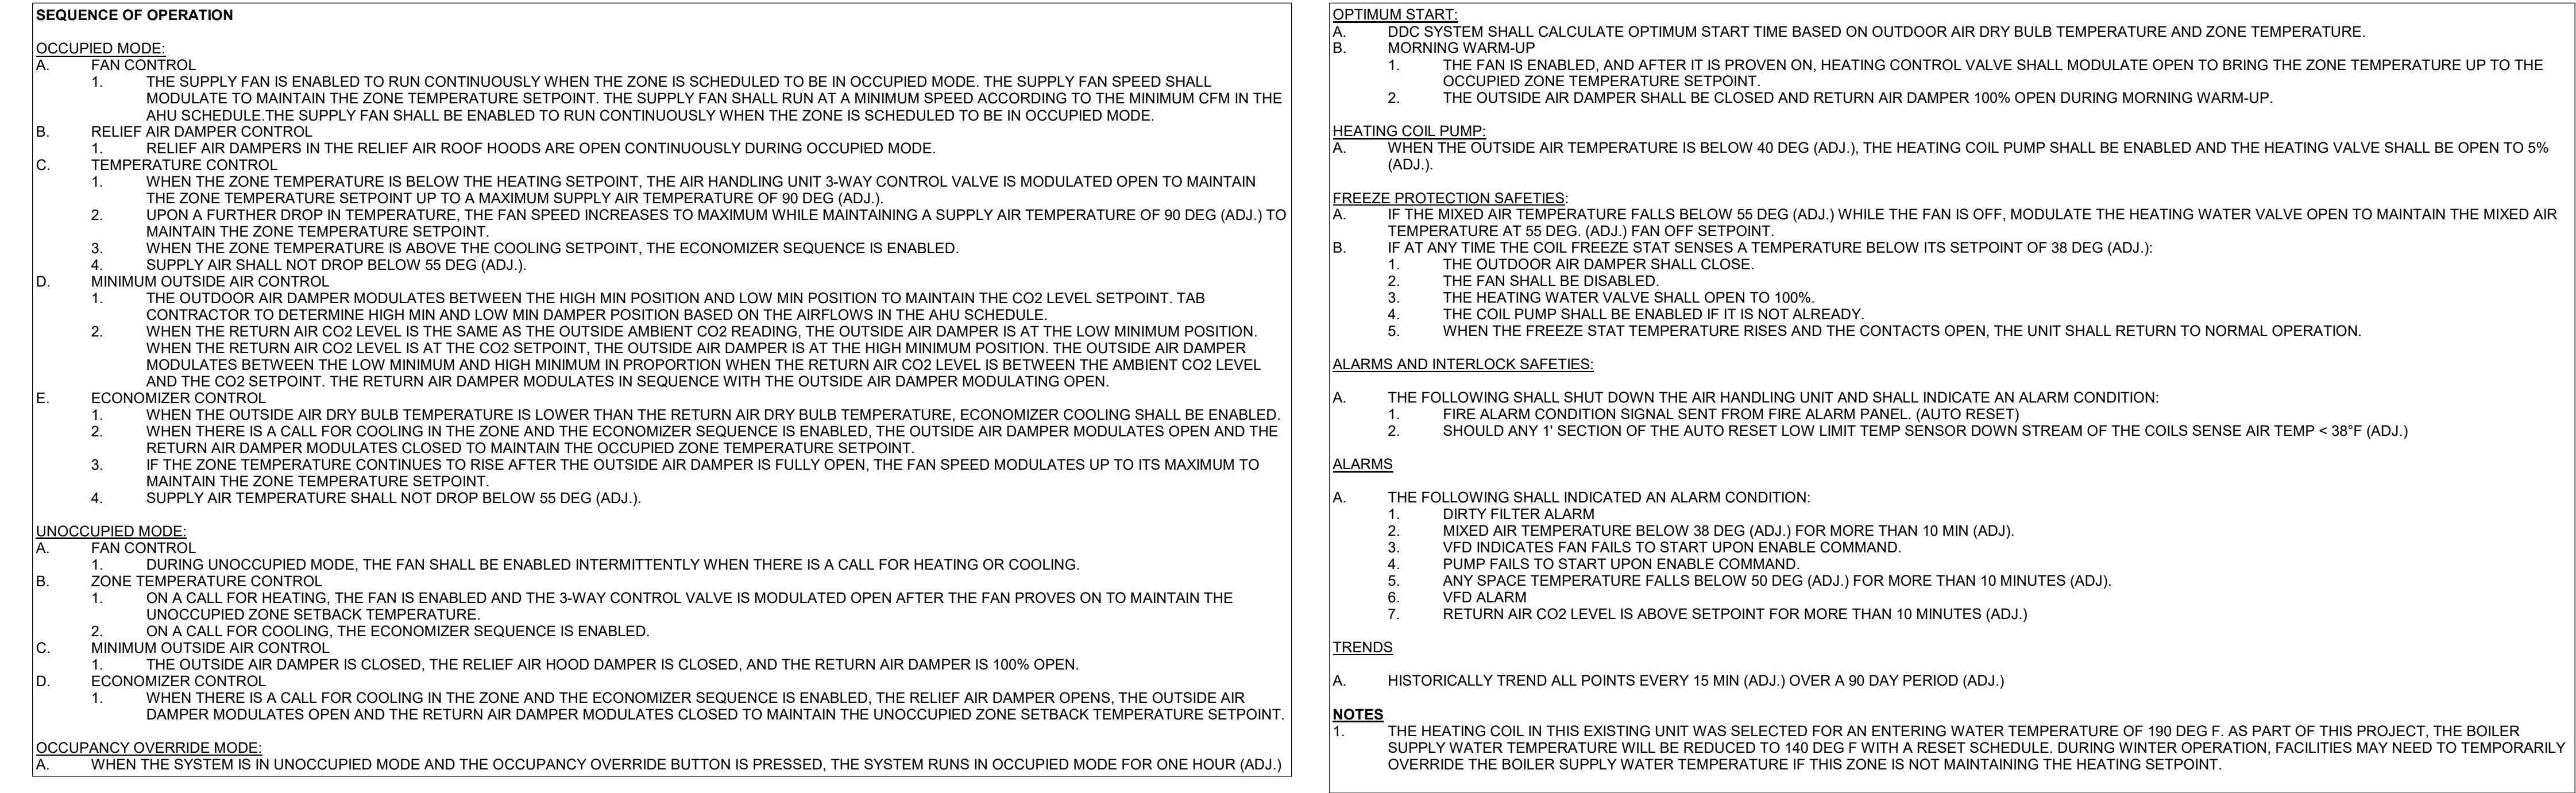 SEQUENCE OF OPERATION
OCCUPIED MODE:
A. FAN CONTROL
1. THE SUPPLY FAN IS ENABLED TO RUN CONTINUOUSLY WHEN THE ZONE IS SCHEDULED TO BE IN OCCUPIED MODE. THE SUPPLY FAN SPEED SHALL
MODULATE TO MAINTAIN THE ZONE TEMPERATURE SETPOINT. THE SUPPLY FAN SHALL RUN AT A MINIMUM SPEED ACCORDING TO THE MINIMUM CFM IN THE
AHU SCHEDULE.THE SUPPLY FAN SHALL BE ENABLED TO RUN CONTINUOUSLY WHEN THE ZONE IS SCHEDULED TO BE IN OCCUPIED MODE.
B. RELIEF AIR DAMPER CONTROL
1. RELIEF AIR DAMPERS IN THE RELIEF AIR ROOF HOODS ARE OPEN CONTINUOUSLY DURING OCCUPIED MODE.
C. TEMPERATURE CONTROL
1. WHEN THE ZONE TEMPERATURE IS BELOW THE HEATING SETPOINT, THE AIR HANDLING UNIT 3-WAY CONTROL VALVE IS MODULATED OPEN TO MAINTAIN
THE ZONE TEMPERATURE SETPOINT UP TO A MAXIMUM SUPPLY AIR TEMPERATURE OF 90 DEG (ADJ.).
2. UPON A FURTHER DROP IN TEMPERATURE, THE FAN SPEED INCREASES TO MAXIMUM WHILE MAINTAINING A SUPPLY AIR TEMPERATURE OF 90 DEG (ADJ.) TO
MAINTAIN THE ZONE TEMPERATURE SETPOINT.
3. WHEN THE ZONE TEMPERATURE IS ABOVE THE COOLING SETPOINT, THE ECONOMIZER SEQUENCE IS ENABLED.
4. SUPPLY AIR SHALL NOT DROP BELOW 55 DEG (ADJ.).
D. MINIMUM OUTSIDE AIR CONTROL
1. THE OUTDOOR AIR DAMPER MODULATES BETWEEN THE HIGH MIN POSITION AND LOW MIN POSITION TO MAINTAIN THE CO2 LEVEL SETPOINT. TAB
CONTRACTOR TO DETERMINE HIGH MIN AND LOW MIN DAMPER POSITION BASED ON THE AIRFLOWS IN THE AHU SCHEDULE.
2. WHEN THE RETURN AIR CO2 LEVEL IS THE SAME AS THE OUTSIDE AMBIENT CO2 READING, THE OUTSIDE AIR DAMPER IS AT THE LOW MINIMUM POSITION.
WHEN THE RETURN AIR CO2 LEVEL IS AT THE CO2 SETPOINT, THE OUTSIDE AIR DAMPER IS AT THE HIGH MINIMUM POSITION. THE OUTSIDE AIR DAMPER
MODULATES BETWEEN THE LOW MINIMUM AND HIGH MINIMUM IN PROPORTION WHEN THE RETURN AIR CO2 LEVEL IS BETWEEN THE AMBIENT CO2 LEVEL
AND THE CO2 SETPOINT. THE RETURN AIR DAMPER MODULATES IN SEQUENCE WITH THE OUTSIDE AIR DAMPER MODULATING OPEN.
E. ECONOMIZER CONTROL
1. WHEN THE OUTSIDE AIR DRY BULB TEMPERATURE IS LOWER THAN THE RETURN AIR DRY BULB TEMPERATURE, ECONOMIZER COOLING SHALL BE ENABLED.
2. WHEN THERE IS A CALL FOR COOLING IN THE ZONE AND THE ECONOMIZER SEQUENCE IS ENABLED, THE OUTSIDE AIR DAMPER MODULATES OPEN AND THE
RETURN AIR DAMPER MODULATES CLOSED TO MAINTAIN THE OCCUPIED ZONE TEMPERATURE SETPOINT.
3. IF THE ZONE TEMPERATURE CONTINUES TO RISE AFTER THE OUTSIDE AIR DAMPER IS FULLY OPEN, THE FAN SPEED MODULATES UP TO ITS MAXIMUM TO
MAINTAIN THE ZONE TEMPERATURE SETPOINT.
4. SUPPLY AIR TEMPERATURE SHALL NOT DROP BELOW 55 DEG (ADJ.).
UNOCCUPIED MODE:
A. FAN CONTROL
1. DURING UNOCCUPIED MODE, THE FAN SHALL BE ENABLED INTERMITTENTLY WHEN THERE IS A CALL FOR HEATING OR COOLING.
B. ZONE TEMPERATURE CONTROL
1. ON A CALL FOR HEATING, THE FAN IS ENABLED AND THE 3-WAY CONTROL VALVE IS MODULATED OPEN AFTER THE FAN PROVES ON TO MAINTAIN THE
UNOCCUPIED ZONE SETBACK TEMPERATURE.
2. ON A CALL FOR COOLING, THE ECONOMIZER SEQUENCE IS ENABLED.
C. MINIMUM OUTSIDE AIR CONTROL
1. THE OUTSIDE AIR DAMPER IS CLOSED, THE RELIEF AIR HOOD DAMPER IS CLOSED, AND THE RETURN AIR DAMPER IS 100% OPEN.
D. ECONOMIZER CONTROL
1. WHEN THERE IS A CALL FOR COOLING IN THE ZONE AND THE ECONOMIZER SEQUENCE IS ENABLED, THE RELIEF AIR DAMPER OPENS, THE OUTSIDE AIR
DAMPER MODULATES OPEN AND THE RETURN AIR DAMPER MODULATES CLOSED TO MAINTAIN THE UNOCCUPIED ZONE SETBACK TEMPERATURE SETPOINT.
OCCUPANCY OVERRIDE MODE:
A. WHEN THE SYSTEM IS IN UNOCCUPIED MODE AND THE OCCUPANCY OVERRIDE BUTTON IS PRESSED, THE SYSTEM RUNS IN OCCUPIED MODE FOR ONE HOUR (ADJ.)
OPTIMUM START:
A. DDC SYSTEM SHALL CALCULATE OPTIMUM START TIME BASED ON OUTDOOR AIR DRY BULB TEMPERATURE AND ZONE TEMPERATURE.
B. MORNING WARM-UP
1. THE FAN IS ENABLED, AND AFTER IT IS PROVEN ON, HEATING CONTROL VALVE SHALL MODULATE OPEN TO BRING THE ZONE TEMPERATURE UP TO THE
OCCUPIED ZONE TEMPERATURE SETPOINT.
2. THE OUTSIDE AIR DAMPER SHALL BE CLOSED AND RETURN AIR DAMPER 100% OPEN DURING MORNING WARM-UP.
HEATING COIL PUMP:
A. WHEN THE OUTSIDE AIR TEMPERATURE IS BELOW 40 DEG (ADJ.), THE HEATING COIL PUMP SHALL BE ENABLED AND THE HEATING VALVE SHALL BE OPEN TO 5%
(ADJ.).
FREEZE PROTECTION SAFETIES:
A. IF THE MIXED AIR TEMPERATURE FALLS BELOW 55 DEG (ADJ.) WHILE THE FAN IS OFF, MODULATE THE HEATING WATER VALVE OPEN TO MAINTAIN THE MIXED AIR
TEMPERATURE AT 55 DEG. (ADJ.) FAN OFF SETPOINT.
B. IF AT ANY TIME THE COIL FREEZE STAT SENSES A TEMPERATURE BELOW ITS SETPOINT OF 38 DEG (ADJ.):
1. THE OUTDOOR AIR DAMPER SHALL CLOSE.
2. THE FAN SHALL BE DISABLED.
3. THE HEATING WATER VALVE SHALL OPEN TO 100%.
4. THE COIL PUMP SHALL BE ENABLED IF IT IS NOT ALREADY.
5. WHEN THE FREEZE STAT TEMPERATURE RISES AND THE CONTACTS OPEN, THE UNIT SHALL RETURN TO NORMAL OPERATION.
ALARMS AND INTERLOCK SAFETIES:
A. THE FOLLOWING SHALL SHUT DOWN THE AIR HANDLING UNIT AND SHALL INDICATE AN ALARM CONDITION:
1. FIRE ALARM CONDITION SIGNAL SENT FROM FIRE ALARM PANEL. (AUTO RESET)
2. SHOULD ANY 1' SECTION OF THE AUTO RESET LOW LIMIT TEMP SENSOR DOWN STREAM OF THE COILS SENSE AIR TEMP < 38°F (ADJ.)
ALARMS
A. THE FOLLOWING SHALL INDICATED AN ALARM CONDITION:
1. DIRTY FILTER ALARM
2. MIXED AIR TEMPERATURE BELOW 38 DEG (ADJ.) FOR MORE THAN 10 MIN (ADJ).
3. VFD INDICATES FAN FAILS TO START UPON ENABLE COMMAND.
4. PUMP FAILS TO START UPON ENABLE COMMAND.
5. ANY SPACE TEMPERATURE FALLS BELOW 50 DEG (ADJ.) FOR MORE THAN 10 MINUTES (ADJ).
6. VFD ALARM
7. RETURN AIR CO2 LEVEL IS ABOVE SETPOINT FOR MORE THAN 10 MINUTES (ADJ.)
TRENDS
A. HISTORICALLY TREND ALL POINTS EVERY 15 MIN (ADJ.) OVER A 90 DAY PERIOD (ADJ.)
NOTES
1. THE HEATING COIL IN THIS EXISTING UNIT WAS SELECTED FOR AN ENTERING WATER TEMPERATURE OF 190 DEG F. AS PART OF THIS PROJECT, THE BOILER
SUPPLY WATER TEMPERATURE WILL BE REDUCED TO 140 DEG F WITH A RESET SCHEDULE. DURING WINTER OPERATION, FACILITIES MAY NEED TO TEMPORARILY
OVERRIDE THE BOILER SUPPLY WATER TEMPERATURE IF THIS ZONE IS NOT MAINTAINING THE HEATING SETPOINT.